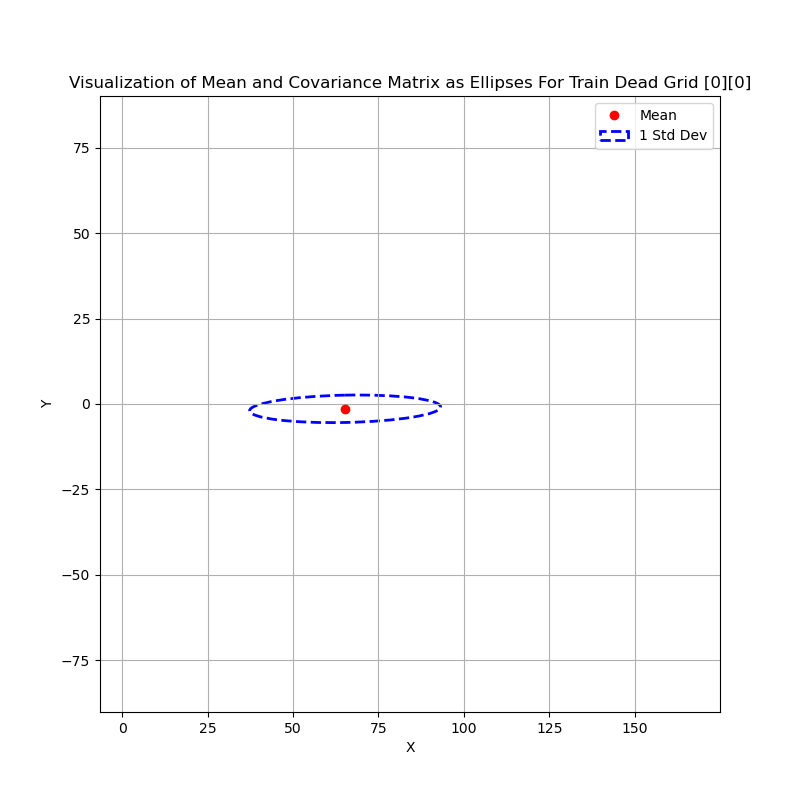 Visualization of Mean and Covariance Matrix as Ellipses For Train Dead Grid [0][0]
Mean
1 Std Dev
75
50
25
0
−25
−50
−75
Y
0 25 50 75 100 125 150
X